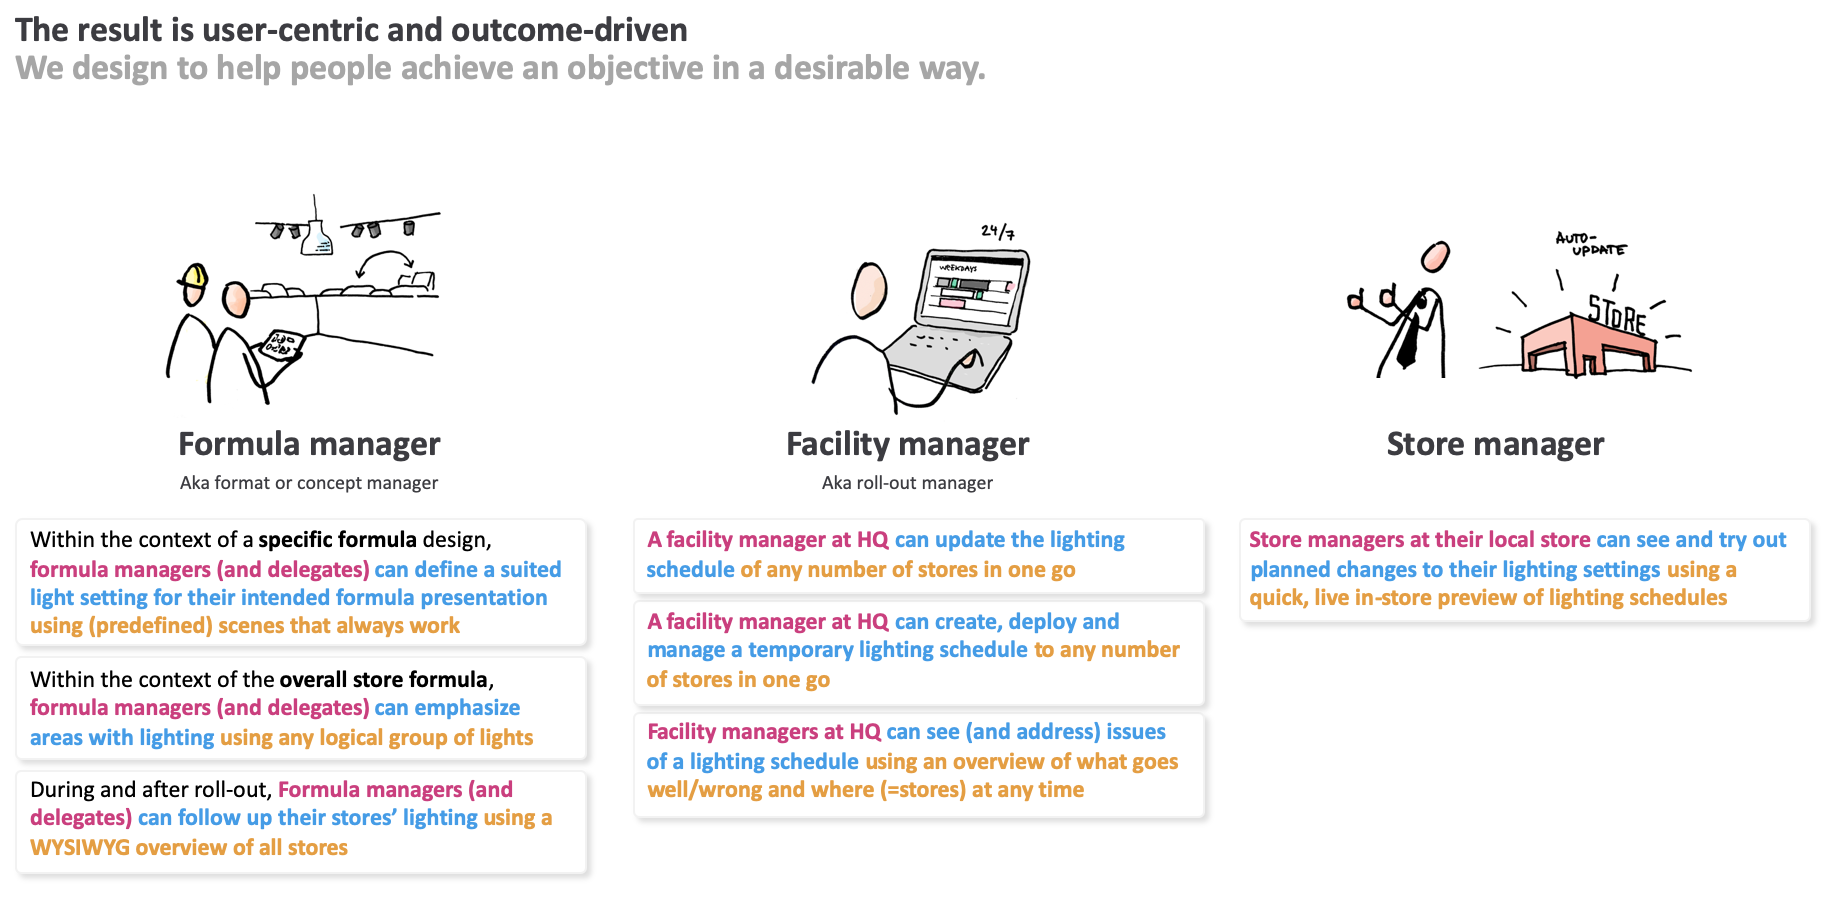 The result is user-centric and outcome-driven
We design to help people achieve an objective in a desirable way.
24/7
WEEKDAYS
AUTO-
UPDATE
STORE
Formula manager
Aka format or concept manager
Within the context of a specific formula design,
formula managers (and delegates) can define a suited
light setting for their intended formula presentation
using (predefined) scenes that always work
Within the context of the overall store formula,
formula managers (and delegates) can emphasize
areas with lighting using any logical group of lights
During and after roll-out, Formula managers (and
delegates) can follow up their stores’ lighting using a
WYSIWYG overview of all stores
Facility manager
Aka roll-out manager
A facility manager at HQ can update the lighting
schedule of any number of stores in one go
A facility manager at HQ can create, deploy and
manage a temporary lighting schedule to any number
of stores in one go
Facility managers at HQ can see (and address) issues
of a lighting schedule using an overview of what goes
well/wrong and where (=stores) at any time
Store manager
Store managers at their local store can see and try out
planned changes to their lighting settings using a
quick, live in-store preview of lighting schedules